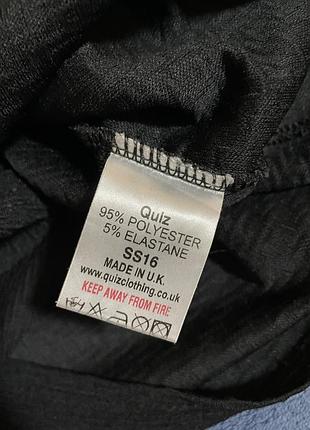 Quiz
95% POLYESTER
5% ELASTANE
SS16
MADE IN U.K.
www.quizclothing.co.uk
KEEP AWAY FROM FIRE